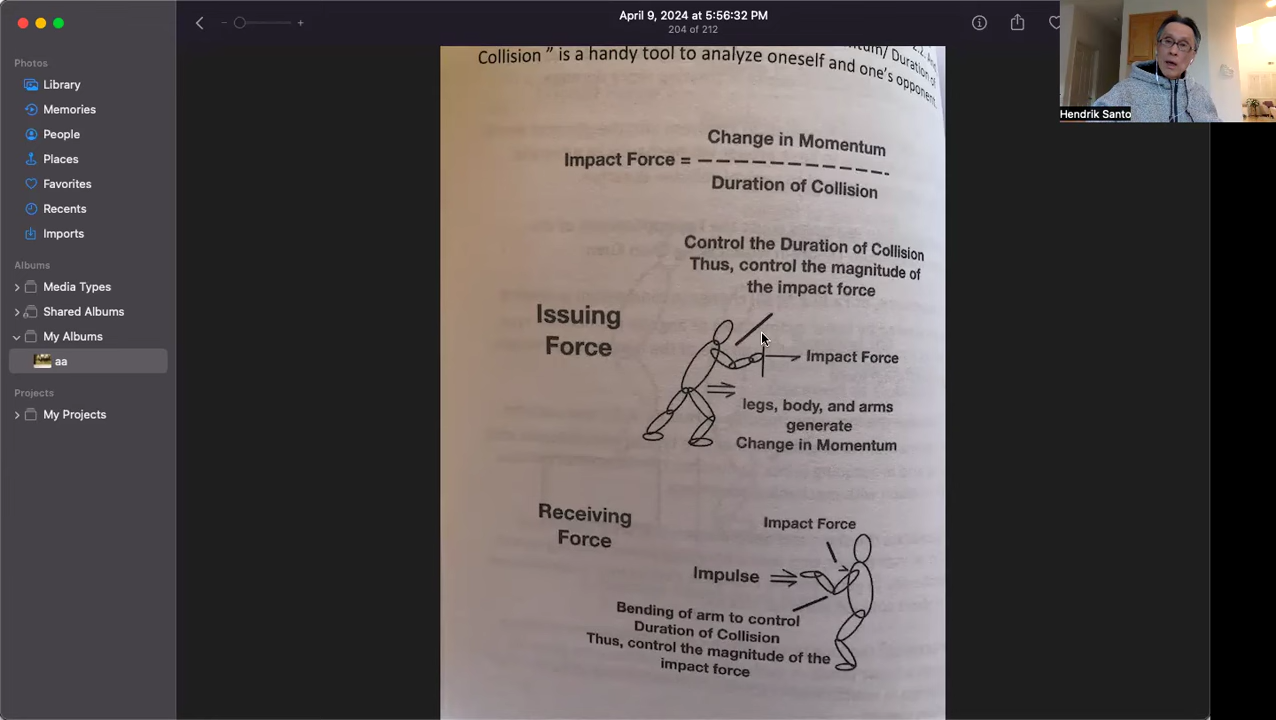 April 9, 2024 at 5:56:32 PM
204 of 212
Photos
Library
Memories
People
Places
Favorites
Recents
Imports
Albums
Media Types
Shared Albums
My Albums
aa
Projects
My Projects
Hendrik Santo
/ Duration of
Collision ” is a handy tool to analyze oneself and one's opponent.
Change in Momentum
Impact Force =
Duration of Collision
Control the Duration of Collision
Thus, control the magnitude of
the impact force
Issuing
Force
Impact Force
legs, body, and arms
generate
Change in Momentum
Receiving
Force
Impact Force
Impulse
Bending of arm to control
Duration of Collision
Thus, control the magnitude of the
impact force